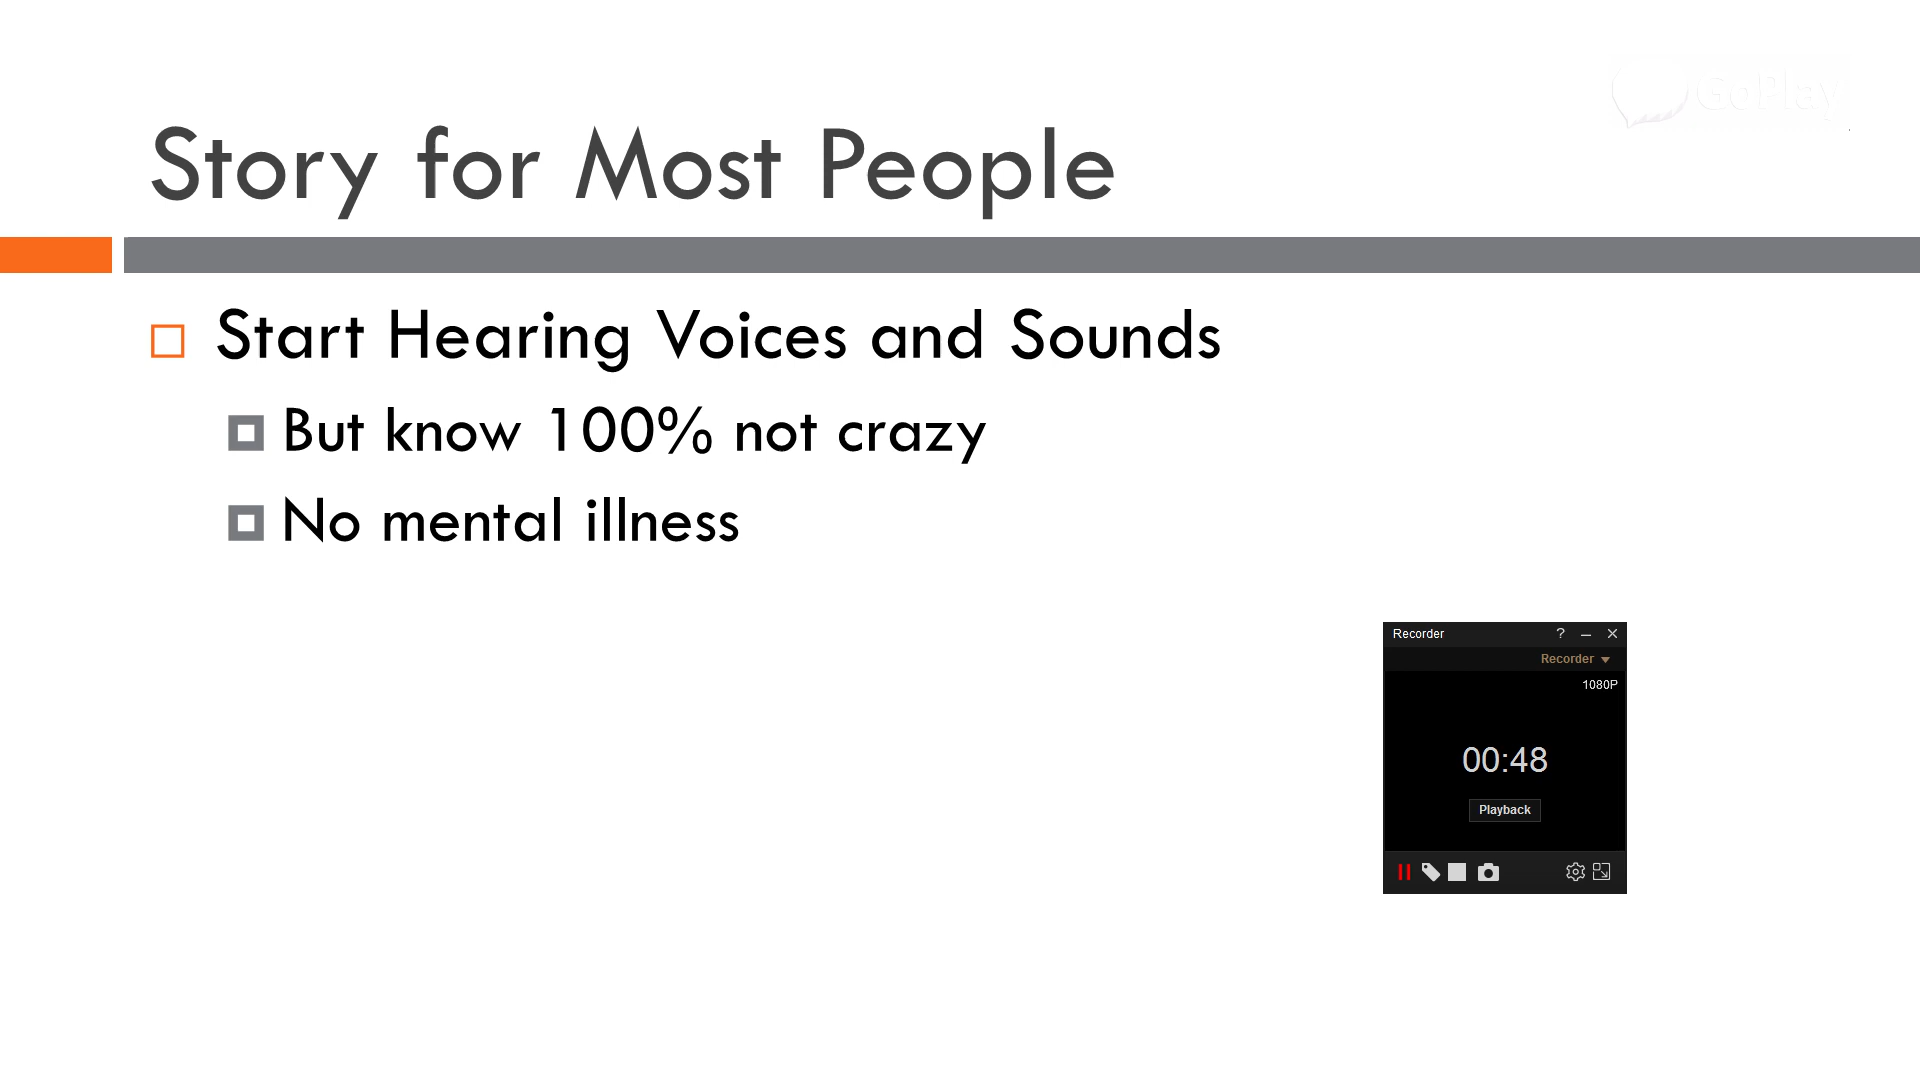 GoPlay
Story for Most People
Start Hearing Voices and Sounds
But know 100% not crazy
No mental illness
Recorder
Recorder
1080P
00:48
Playback